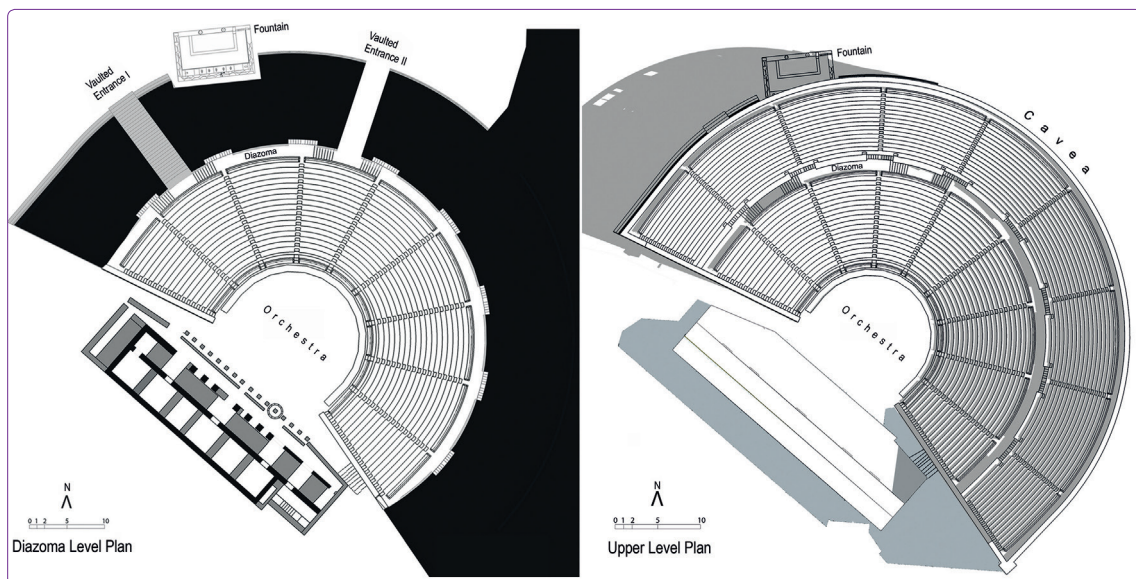 Fountain
Vaulted
Entrance I
Vaulted
Entrance II
Diazoma
Orchestra
N
0 1 2 5 10
Diazoma Level Plan
Fountain
Cavea
Diazoma
Orchestra
N
0 1 2 5 10
Upper Level Plan